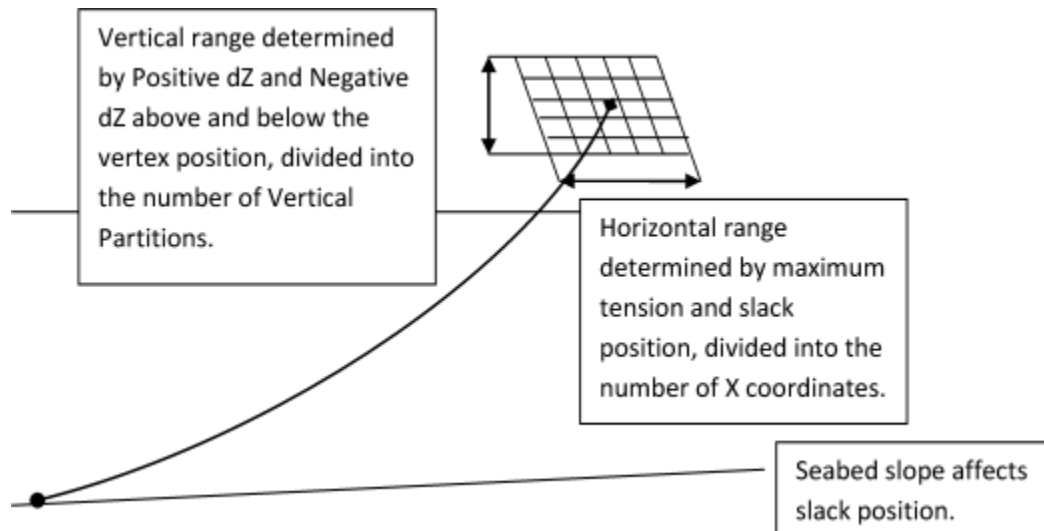 Vertical range determined
by Positive dZ and Negative
dZ above and below the
vertex position, divided into
the number of Vertical
Partitions.
Horizontal range
determined by maximum
tension and slack
position, divided into the
number of X coordinates.
Seabed slope affects
slack position.